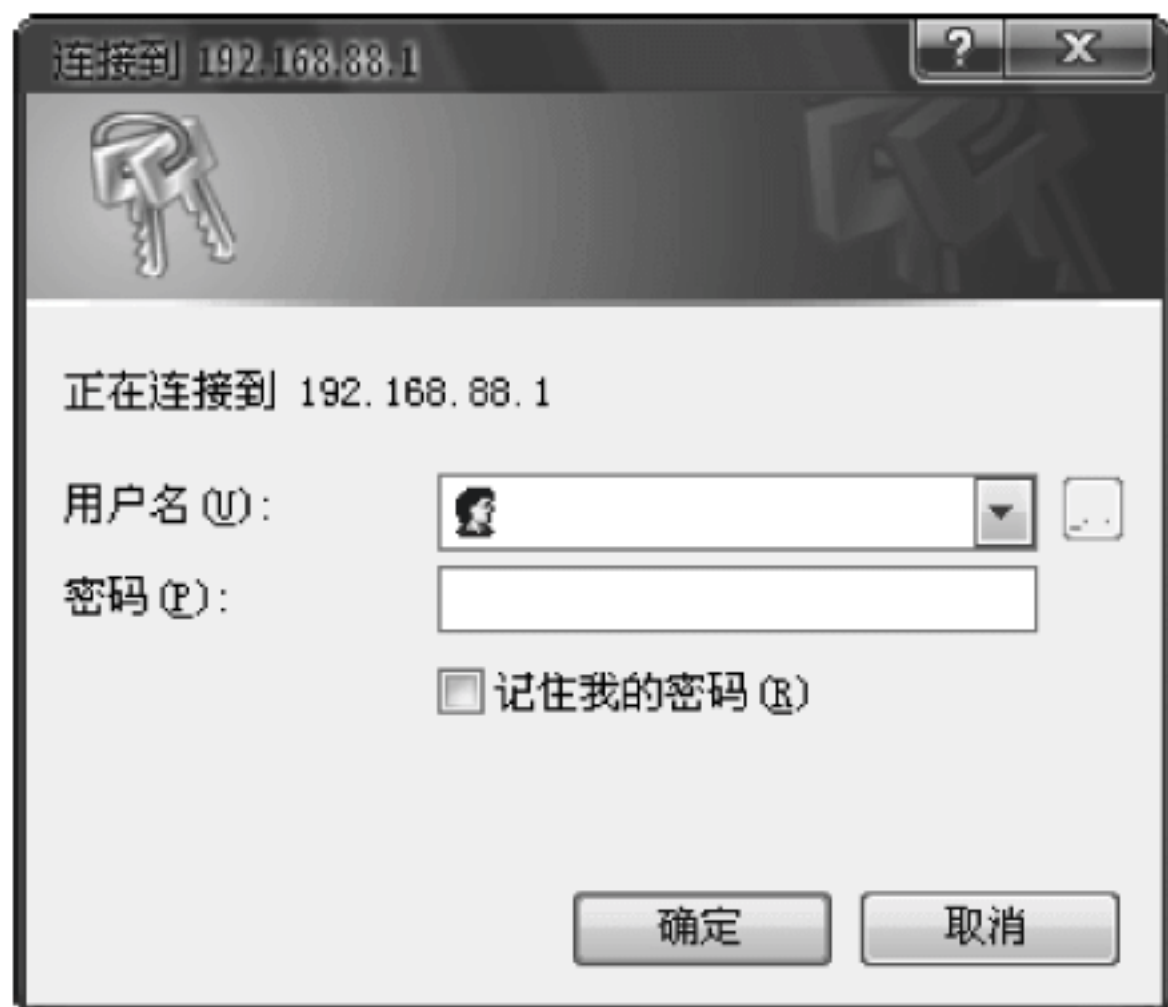 连接到 192.168.88.1
正在连接到 192.168.88.1
用户名(U):
密码(P):
记住我的密码(R)
确定 取消